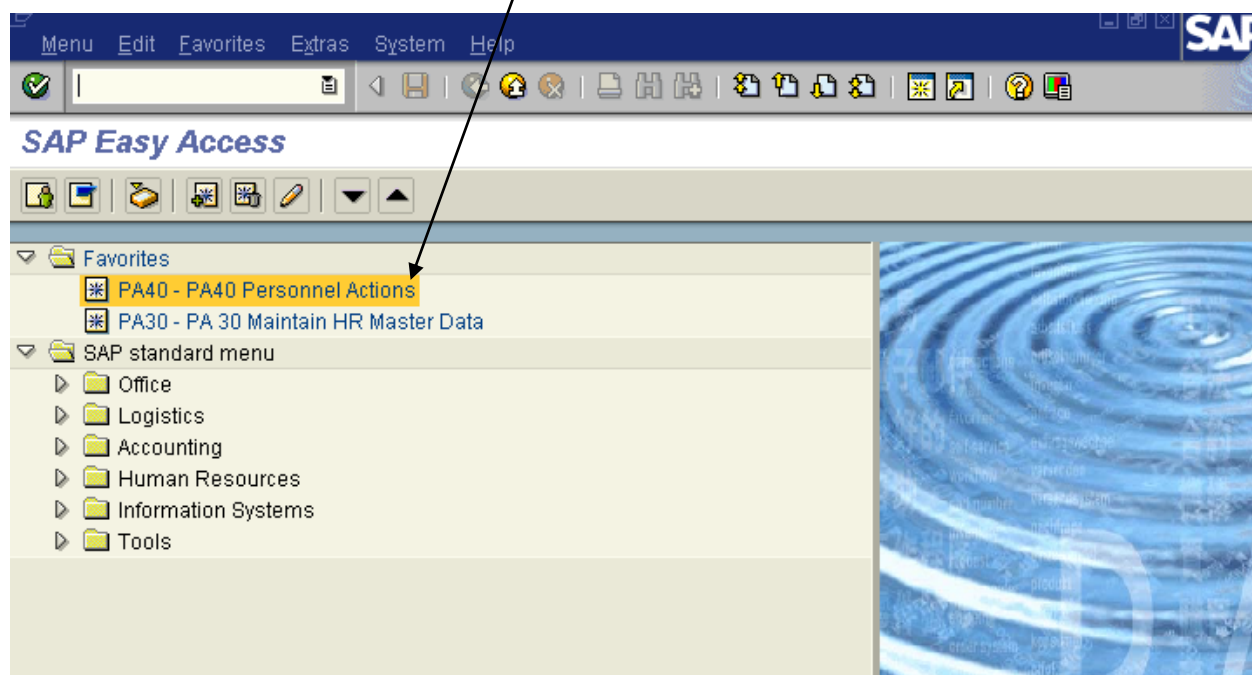 Menu Edit Favorites Extras System Help
SAP
SAP Easy Access
Favorites
PA40 - PA40 Personnel Actions
PA30 - PA 30 Maintain HR Master Data
SAP standard menu
Office
Logistics
Accounting
Human Resources
Information Systems
Tools